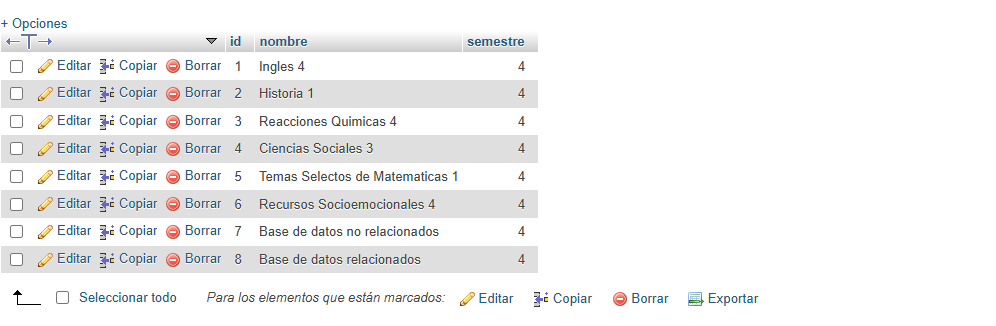 + Opciones
id nombre semestre
Editar Copiar Borrar 1 Ingles 4 4
Editar Copiar Borrar 2 Historia 1 4
Editar Copiar Borrar 3 Reacciones Quimicas 4 4
Editar Copiar Borrar 4 Ciencias Sociales 3 4
Editar Copiar Borrar 5 Temas Selectos de Matematicas 1 4
Editar Copiar Borrar 6 Recursos Socioemocionales 4 4
Editar Copiar Borrar 7 Base de datos no relacionados 4
Editar Copiar Borrar 8 Base de datos relacionados 4
Seleccionar todo Para los elementos que están marcados: Editar Copiar Borrar Exportar